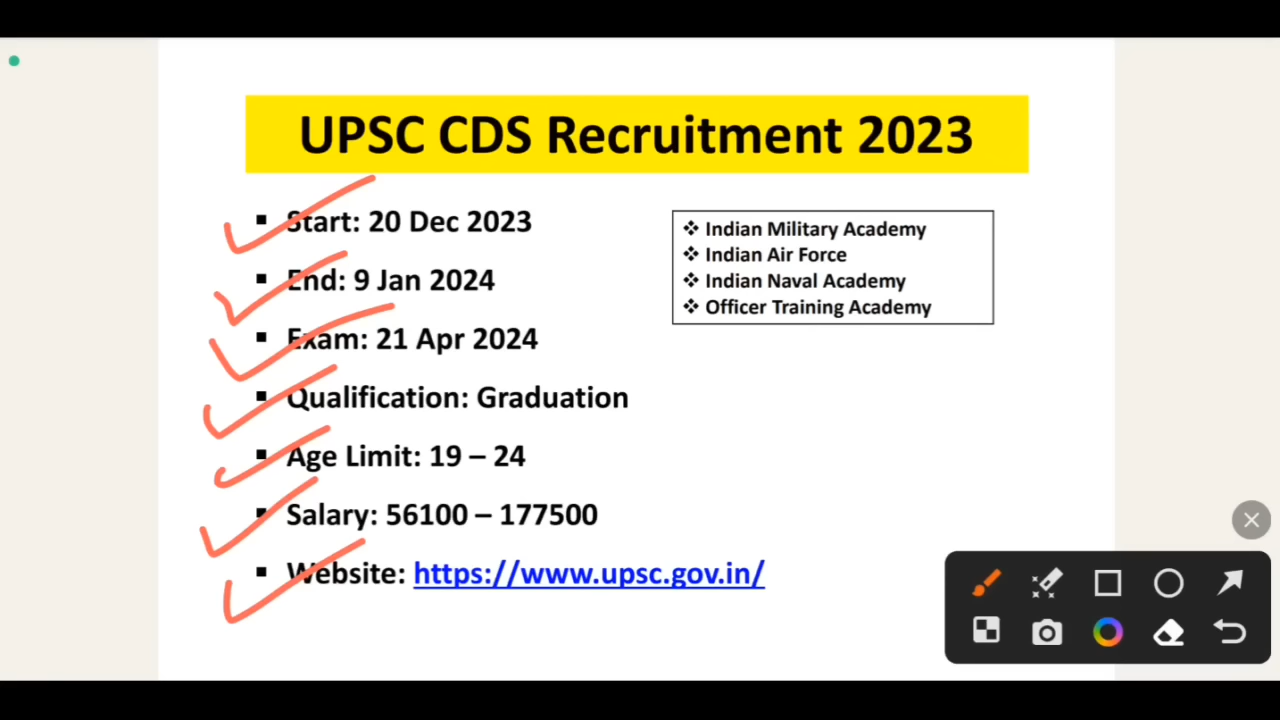 UPSC CDS Recruitment 2023
Start: 20 Dec 2023
End: 9 Jan 2024
Exam: 21 Apr 2024
Qualification: Graduation
Age Limit: 19 – 24
Salary: 56100 – 177500
Website: https://www.upsc.gov.in/
Indian Military Academy
Indian Air Force
Indian Naval Academy
Officer Training Academy